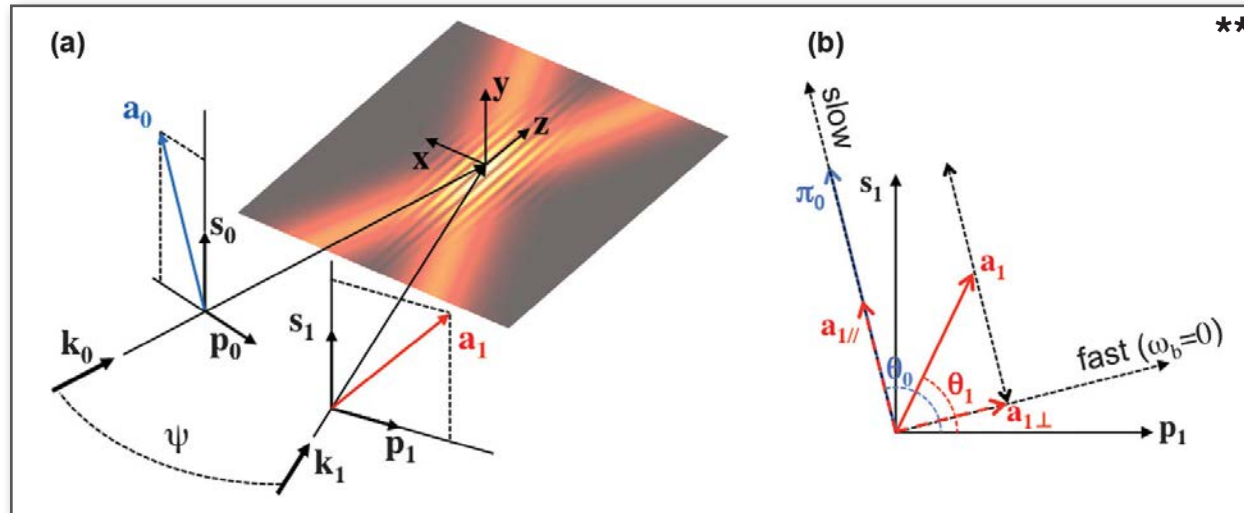 (a)
(b)
**
a₀
y
z
x
s₀
p₀
k₀
ψ
s₁
a₁
p₁
k₁
slow
π₀
s₁
a₁
a₁//
θ₀
θ₁
fast (ω_b=0)
a₁⊥
p₁